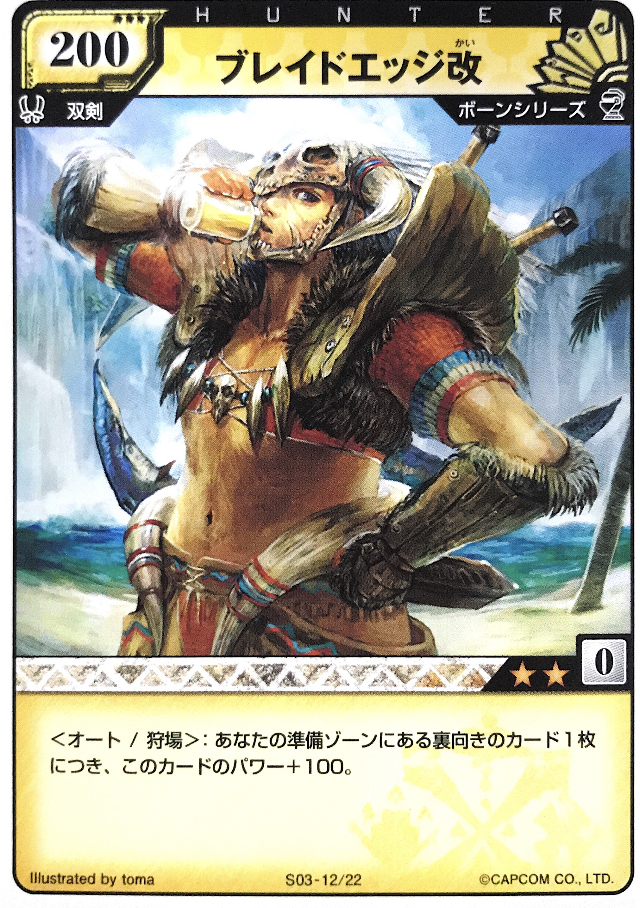 HUNTER
200
かい
ブレイドエッジ改
双剣
ボーンシリーズ
0
<オート / 狩場>：あなたの準備ゾーンにある裏向きのカード1枚
につき、このカードのパワー＋100。
Illustrated by toma
S03-12/22
©CAPCOM CO., LTD.